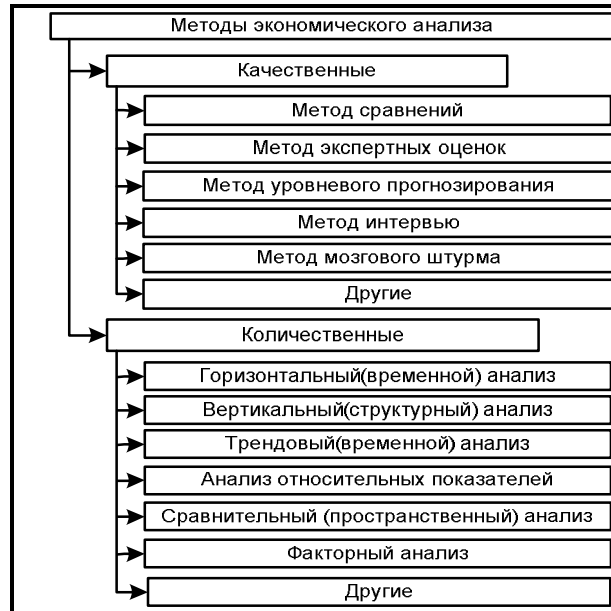 Методы экономического анализа
Качественные
Метод сравнений
Метод экспертных оценок
Метод уровневого прогнозирования
Метод интервью
Метод мозгового штурма
Другие
Количественные
Горизонтальный(временной) анализ
Вертикальный(структурный) анализ
Трендовый(временной) анализ
Анализ относительных показателей
Сравнительный (пространственный) анализ
Факторный анализ
Другие